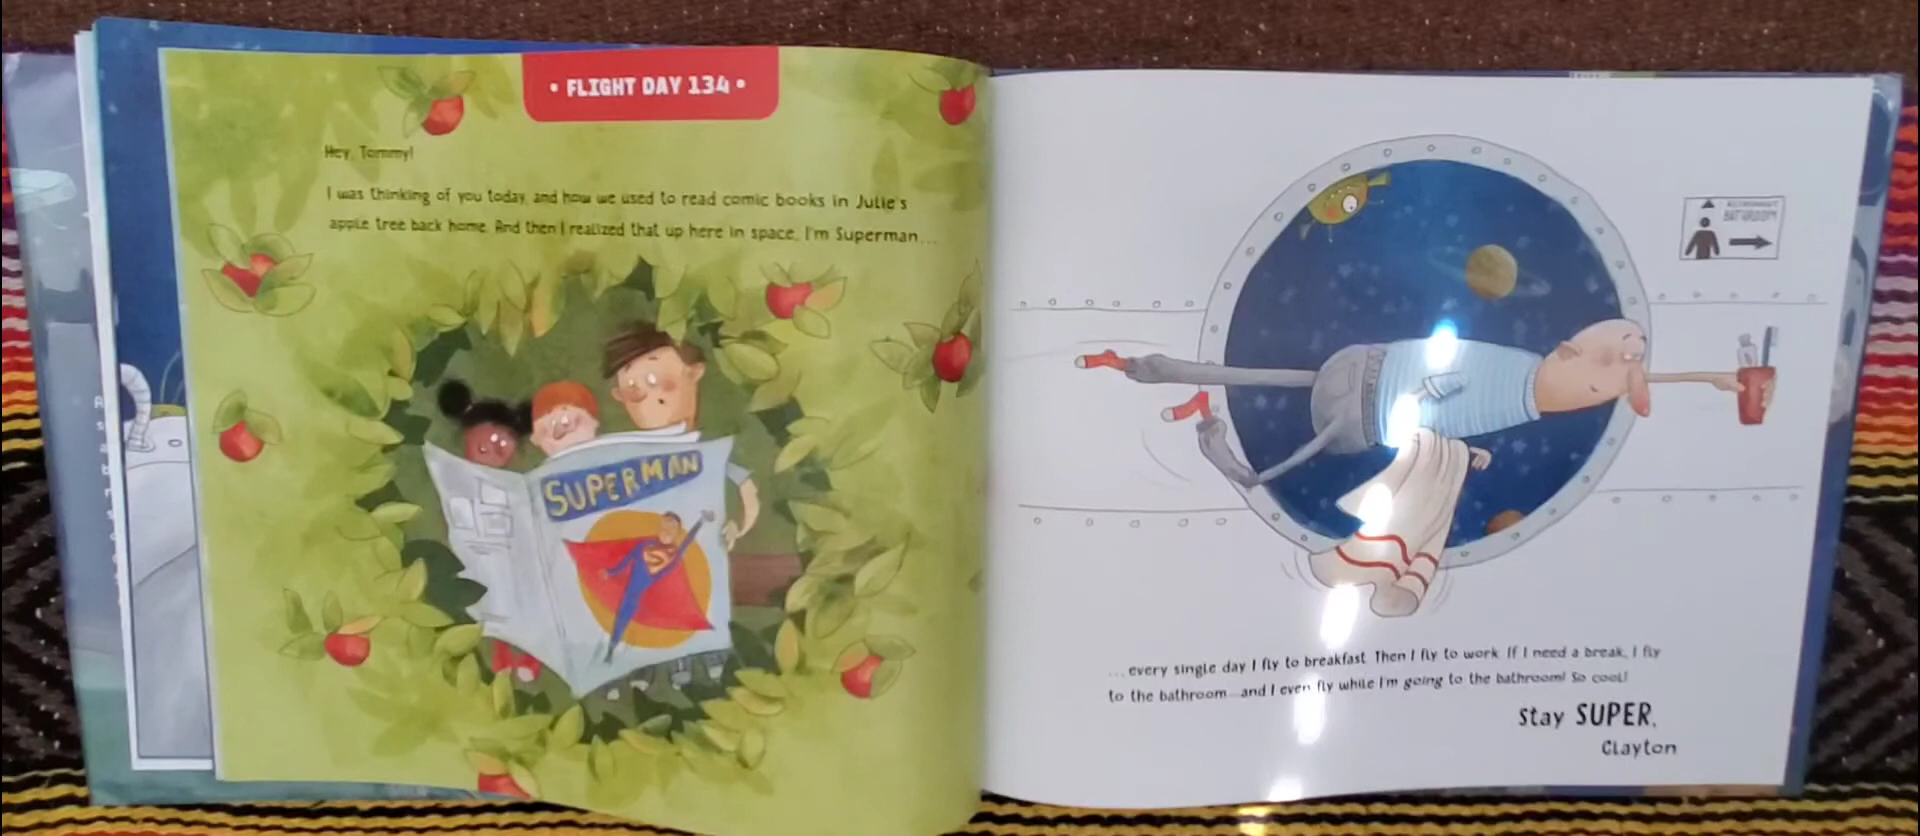 • FLIGHT DAY 134 •
Hey, Tommy!
I was thinking of you today, and how we used to read comic books in Julie's
apple tree back home. And then I realized that up here in space, I'm Superman...
SUPERMAN
S
BATHROOM
...every single day I fly to breakfast. Then I fly to work. If I need a break, I fly
to the bathroom—and I even fly while I'm going to the bathroom! So cool!
Stay SUPER,
Clayton